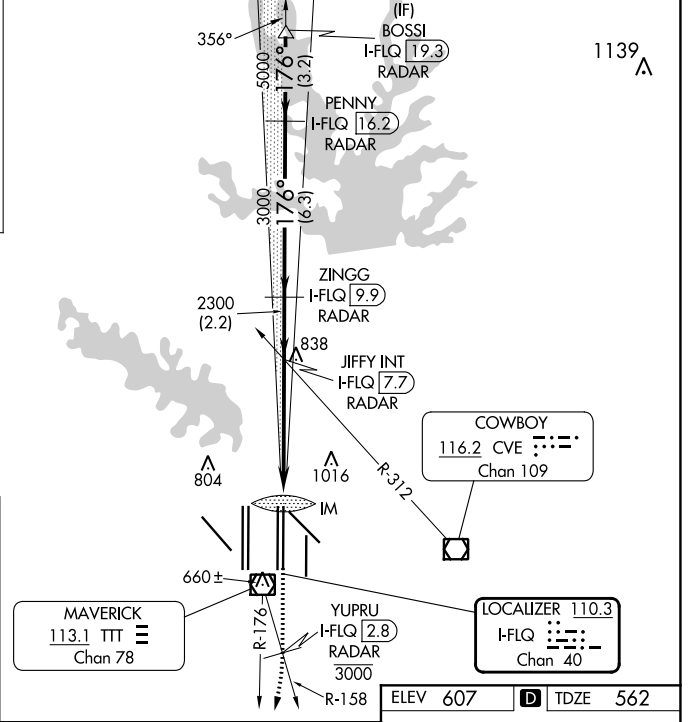 (IF)
BOSSI
I-FLQ 19.3
RADAR
356°
1139
5000
176°
(3.2)
PENNY
I-FLQ 16.2
RADAR
3000
176°
(6.3)
ZINGG
I-FLQ 9.9
RADAR
2300
(2.2)
838
JIFFY INT
I-FLQ 7.7
RADAR
COWBOY
116.2 CVE
Chan 109
R-312
804
1016
IM
660±
MAVERICK
113.1 TTT
Chan 78
R-176
YUPRU
I-FLQ 2.8
RADAR
3000
R-158
LOCALIZER 110.3
I-FLQ
Chan 40
ELEV 607 D TDZE 562